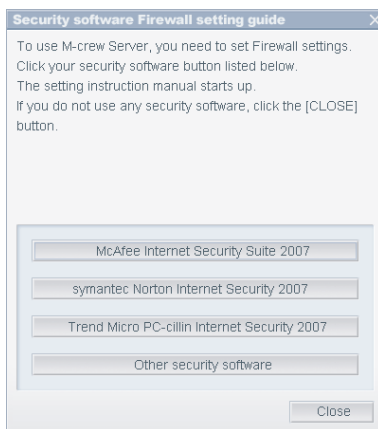 Security software Firewall setting guide
To use M-crew Server, you need to set Firewall settings.
Click your security software button listed below.
The setting instruction manual starts up.
If you do not use any security software, click the [CLOSE]
button.
McAfee Internet Security Suite 2007
symantec Norton Internet Security 2007
Trend Micro PC-cillin Internet Security 2007
Other security software
Close